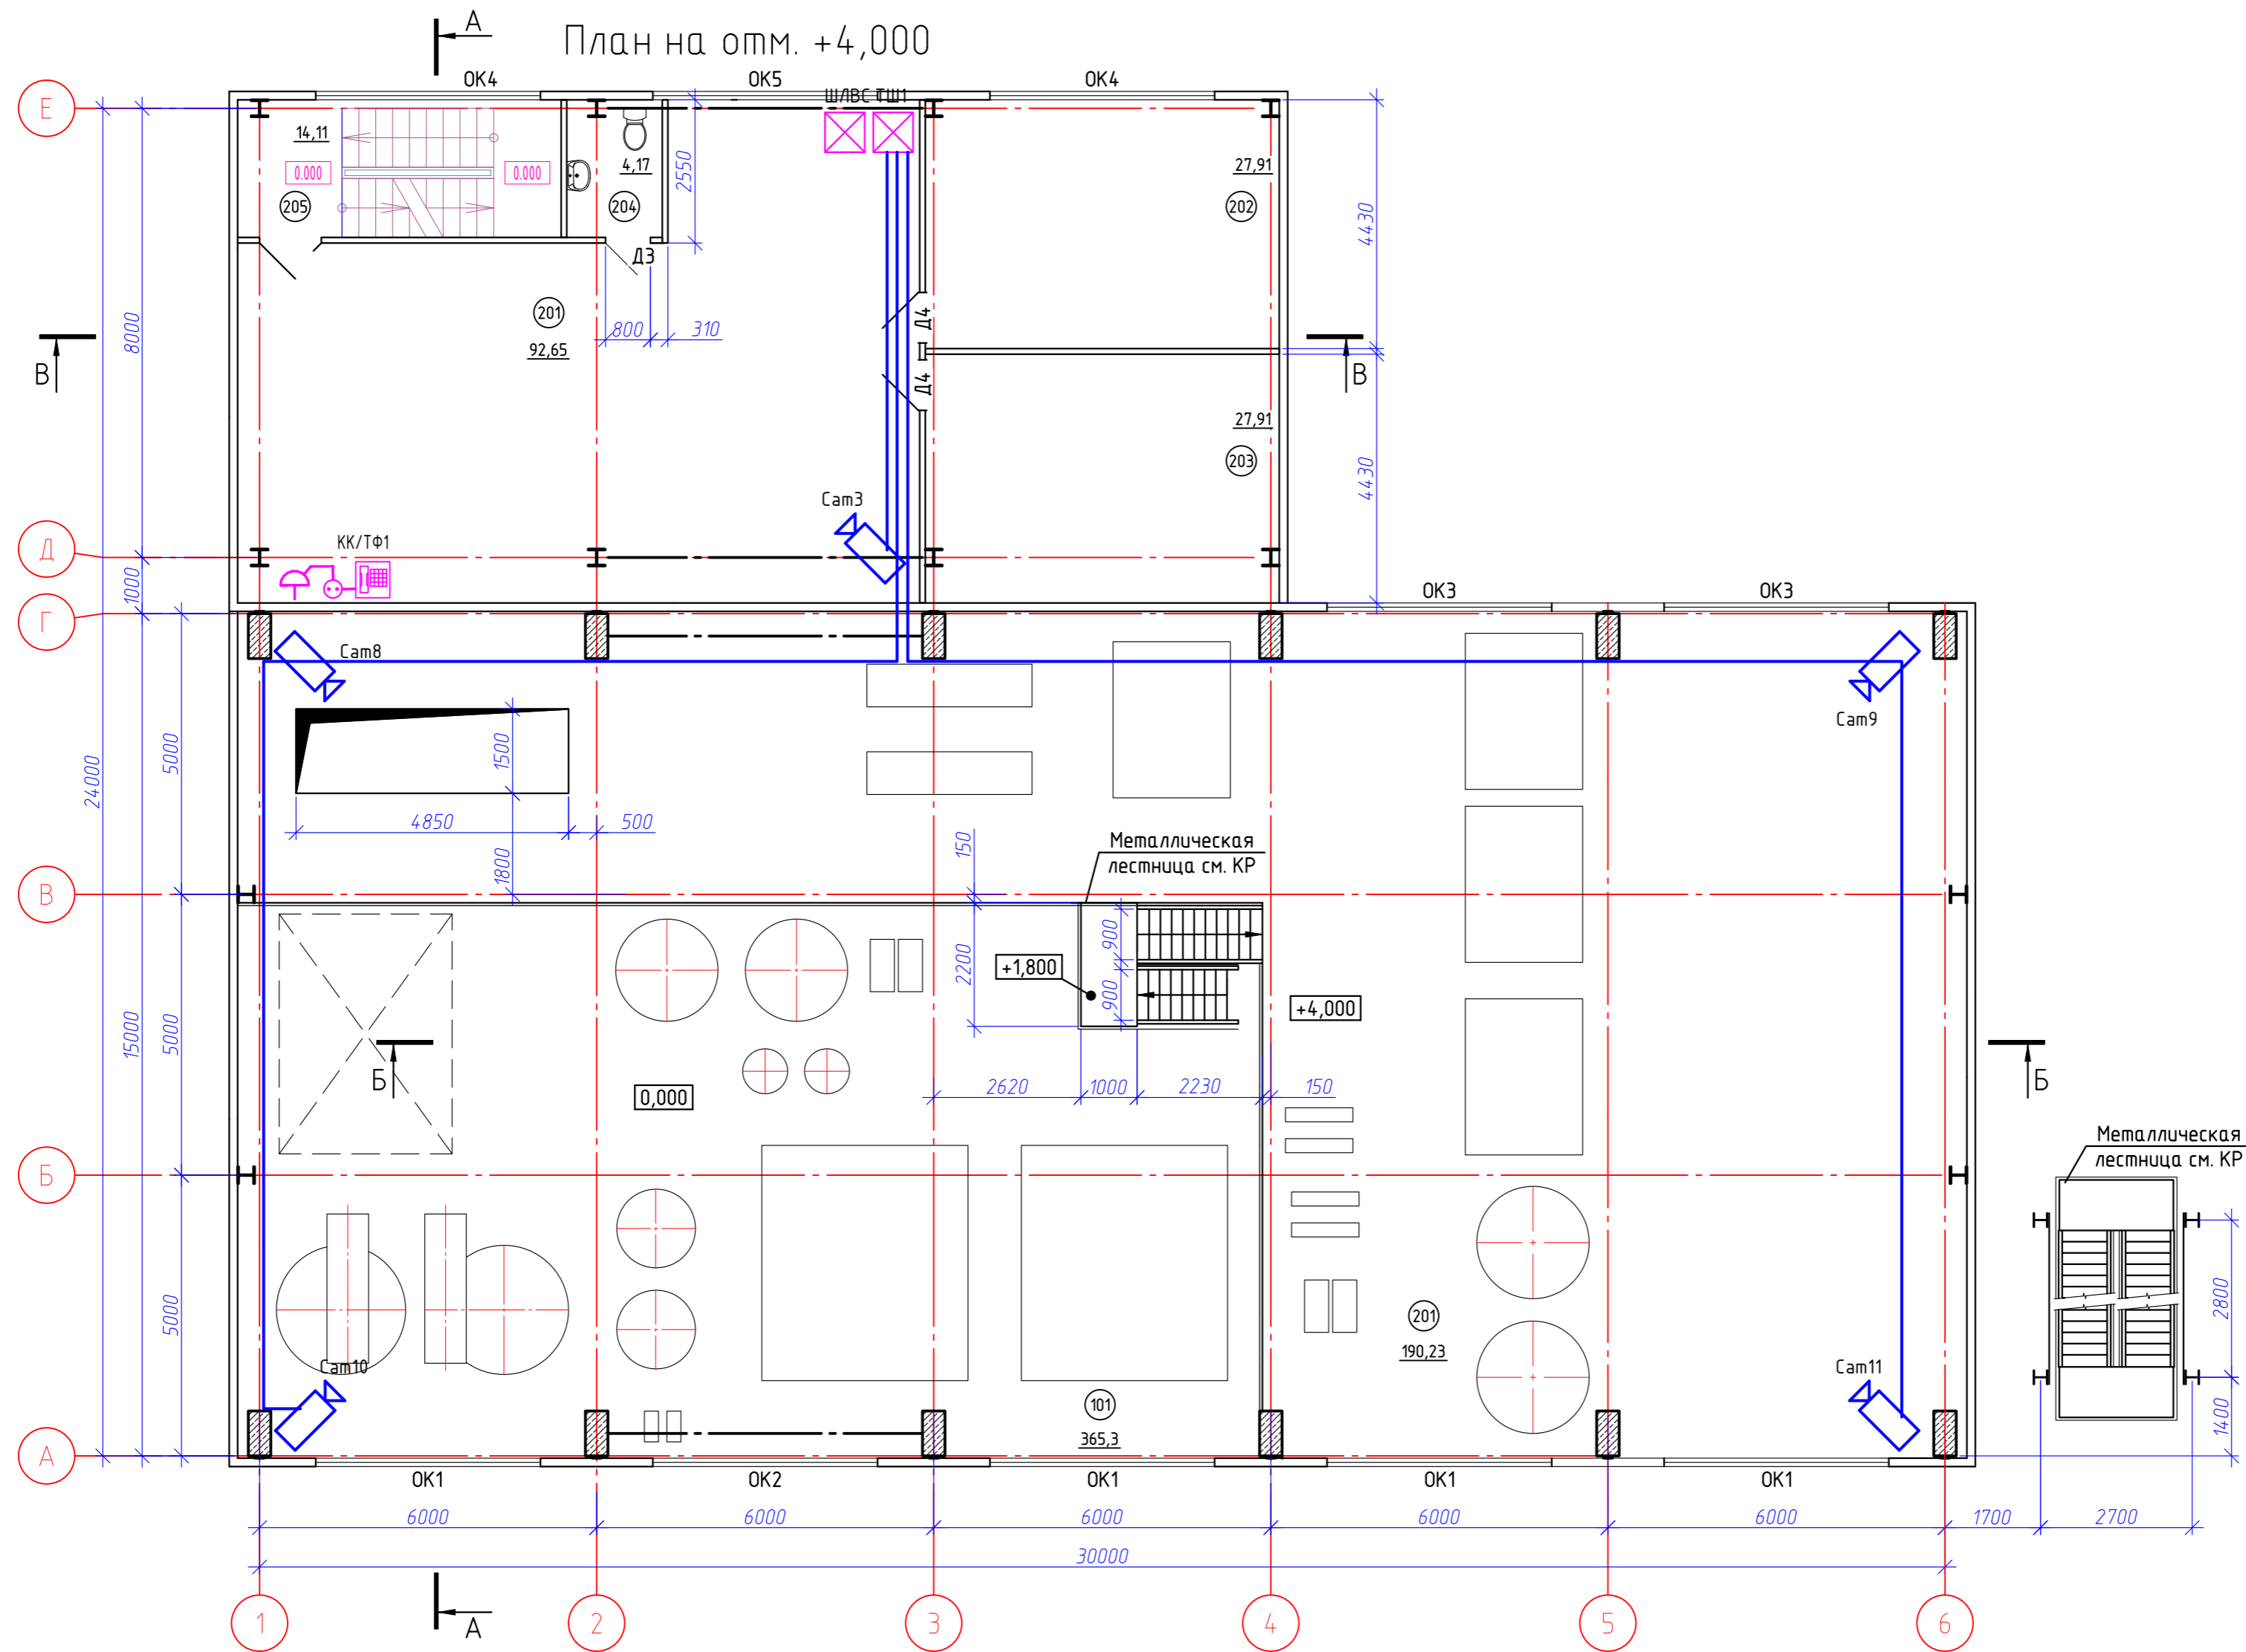 А
План на отм. +4,000
ОК4
ОК5
ОК4
ШЛВС ТШ1
Е
14,11
0.000
0.000
205
4,17
204
2550
27,91
202
4430
Д3
201
92,65
800
310
Д4
Д4
8000
В
В
27,91
203
4430
Cam3
КК/ТФ1
Д
1000
Г
ОК3
ОК3
Cam8
Cam9
5000
24000
1500
4850
500
1800
150
Металлическая
лестница см. КР
В
900
2200
+1,800
900
+4,000
15000
5000
Б
Б
0,000
2620
1000
2230
150
Металлическая
лестница см. КР
Б
5000
2800
201
190,23
Cam10
Cam11
101
365,3
1400
А
ОК1
ОК2
ОК1
ОК1
ОК1
6000
6000
6000
6000
6000
1700
2700
30000
1
2
3
4
5
6
А